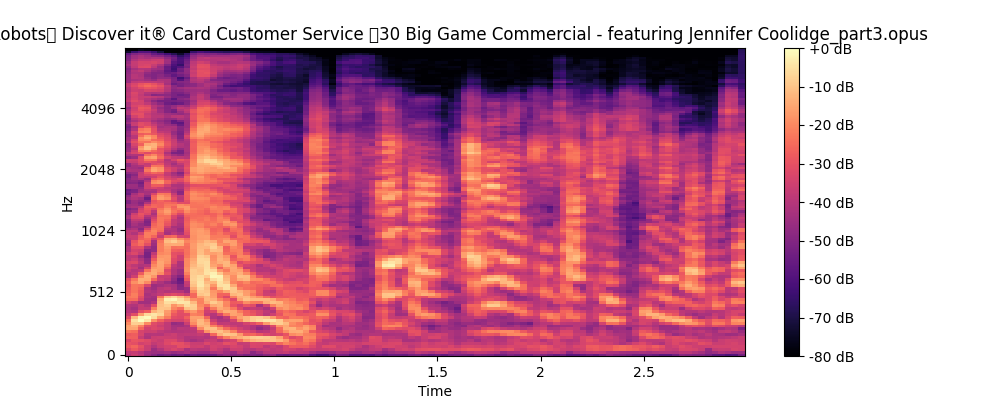 obots▯ Discover it® Card Customer Service ▯30 Big Game Commercial - featuring Jennifer Coolidge_part3.opus
+0 dB
4096
-10 dB
-20 dB
2048
-30 dB
Hz
1024
-40 dB
-50 dB
512
-60 dB
-70 dB
0
-80 dB
0 0.5 1 1.5 2 2.5
Time